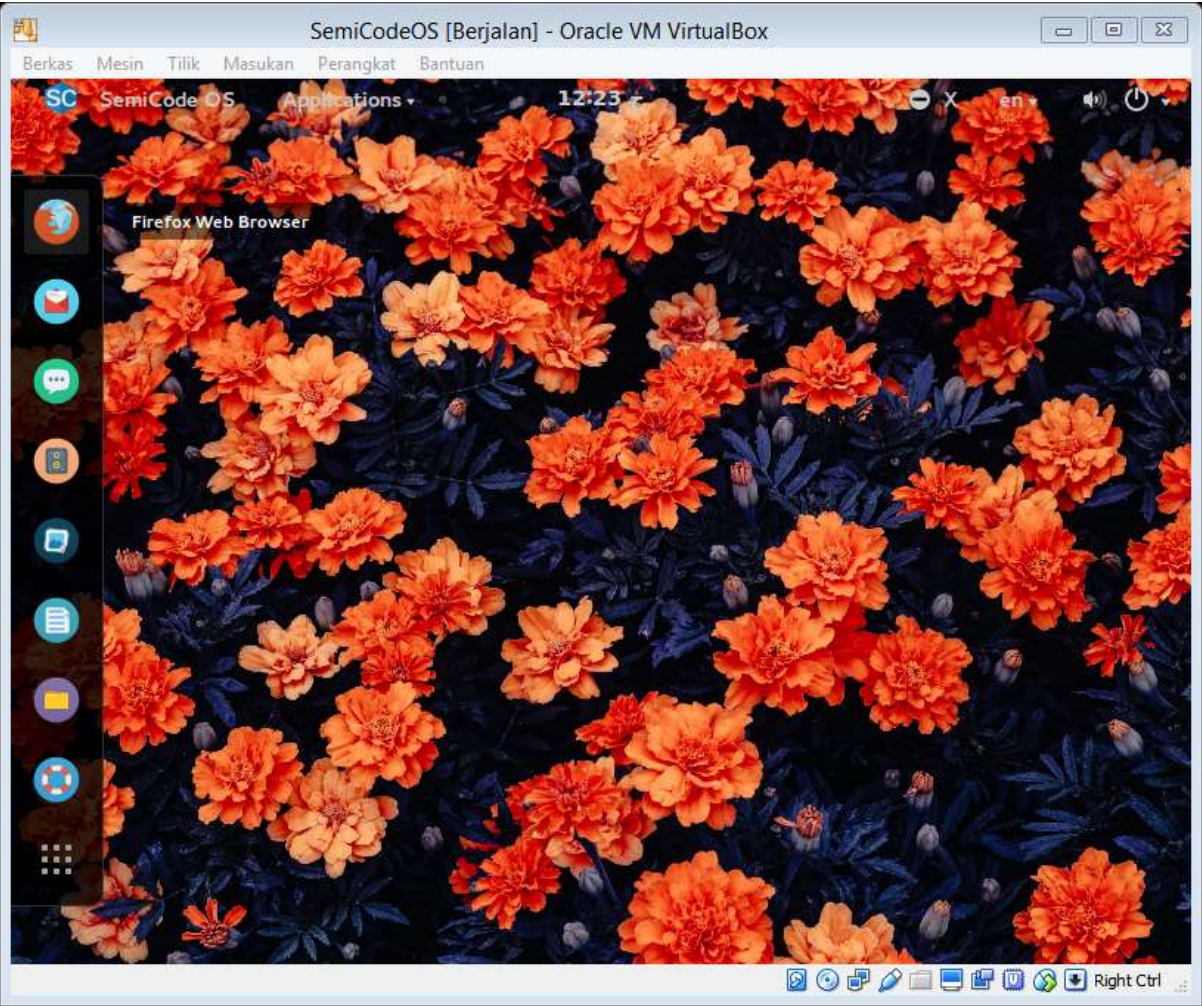 SemiCodeOS [Berjalan] - Oracle VM VirtualBox
Berkas Mesin Tilik Masukan Perangkat Bantuan
SC SemiCode OS Applications 12:23 X en
Firefox Web Browser
Right Ctrl